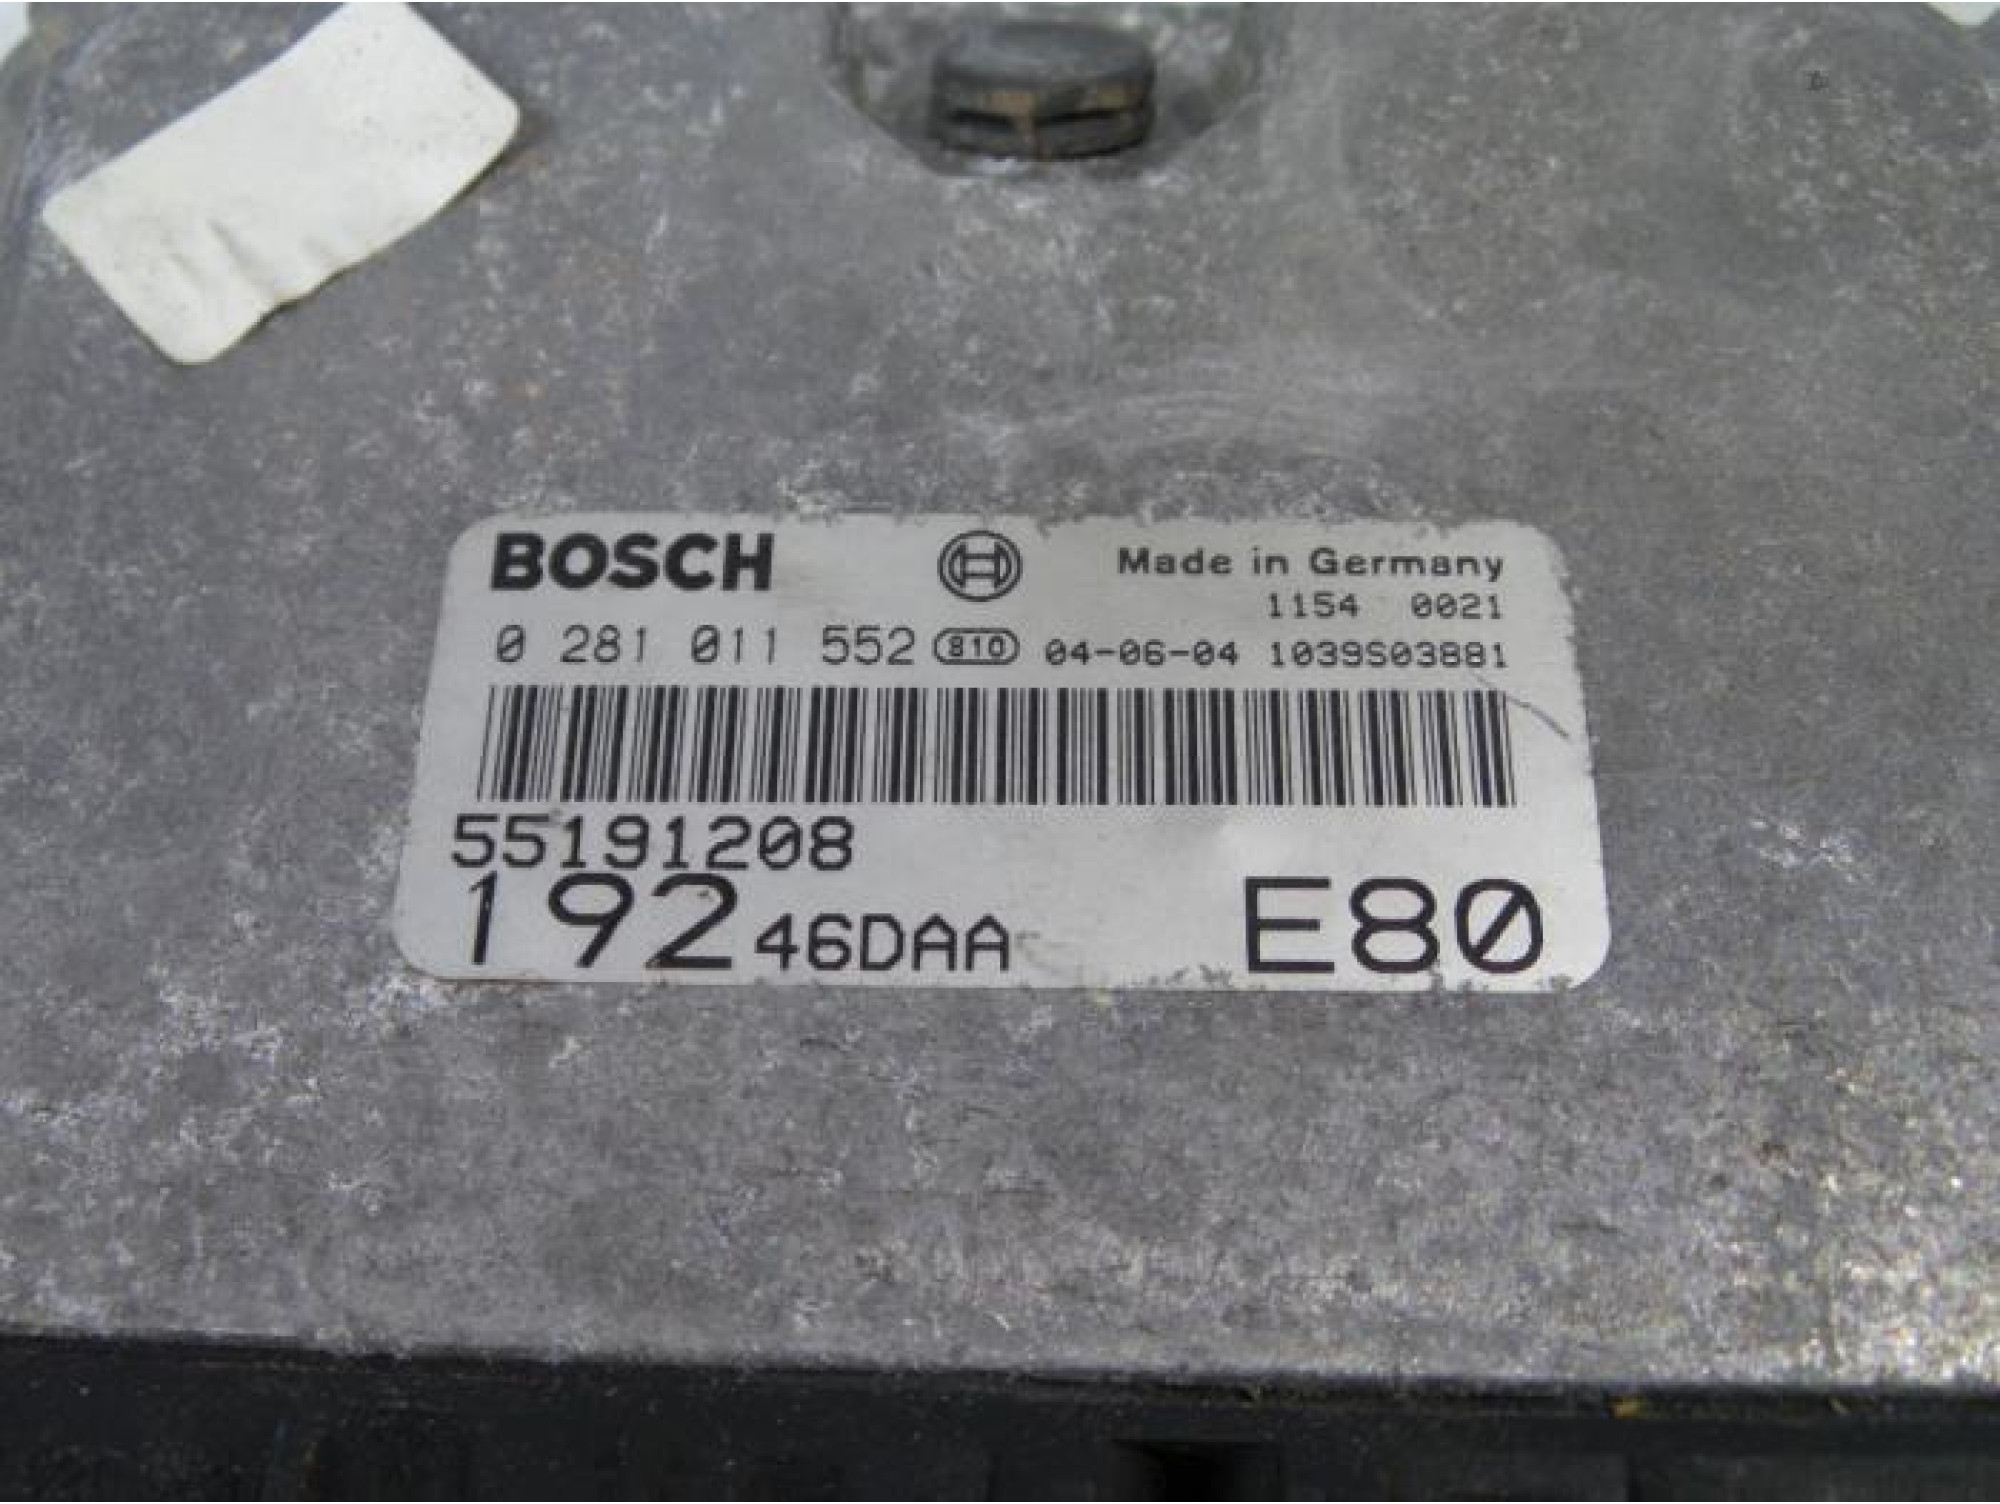 BOSCH Made in Germany
1154 0021
0 281 011 552 810 04-06-04 1039S03881
55191208
192 46DAA E80